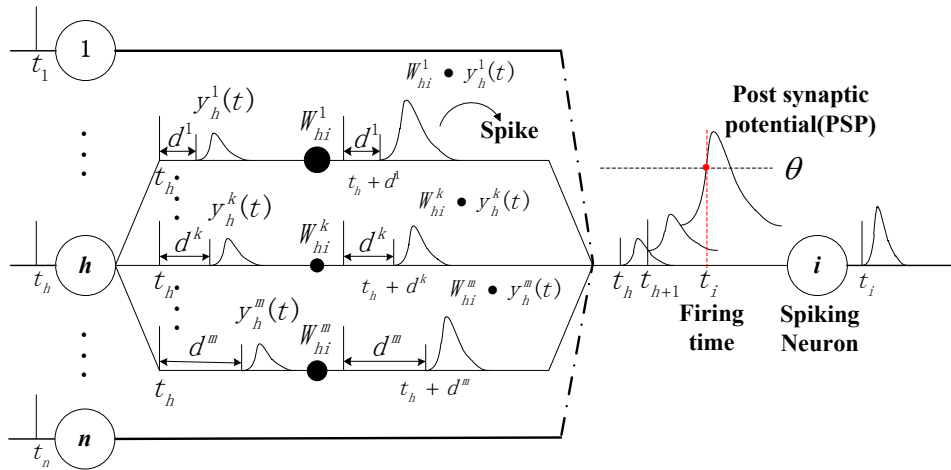 1
t_1
y_h^1(t)
d^1
t_h
W_hi^1
d^1
t_h + d^1
W_hi^1 • y_h^1(t)
Spike
y_h^k(t)
d^k
t_h
W_hi^k
d^k
t_h + d^k
W_hi^k • y_h^k(t)
h
t_h
y_h^m(t)
d^m
t_h
W_hi^m
d^m
t_h + d^m
W_hi^m • y_h^m(t)
n
t_n
Post synaptic
potential(PSP)
θ
t_h
t_h+1
t_i
Firing
time
i
Spiking
Neuron
t_i